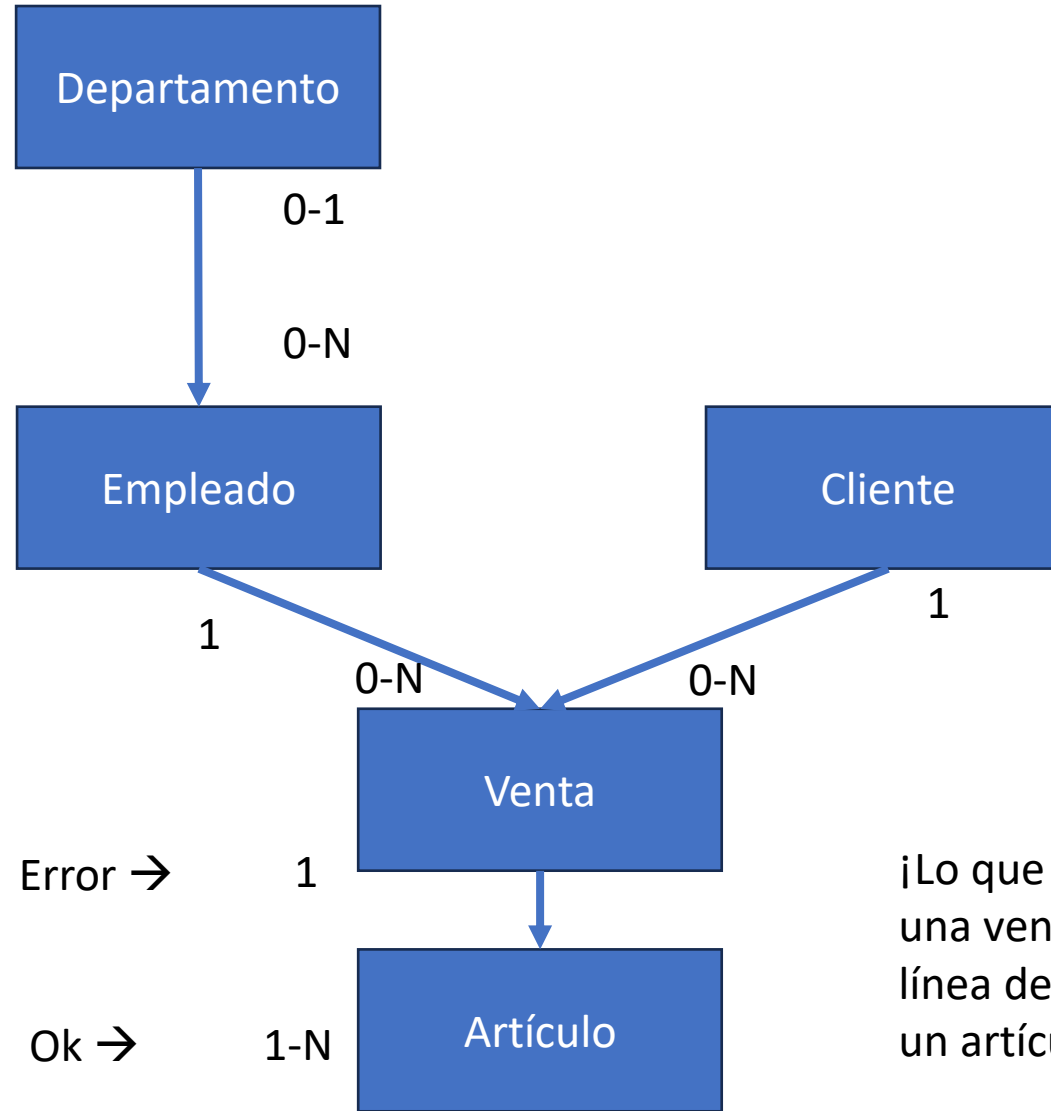 Departamento
0-1
0-N
Empleado
Cliente
1
1
0-N
0-N
Venta
Error → 1
¡Lo que
una ven
línea de
Ok → 1-N
Artículo
un artícu